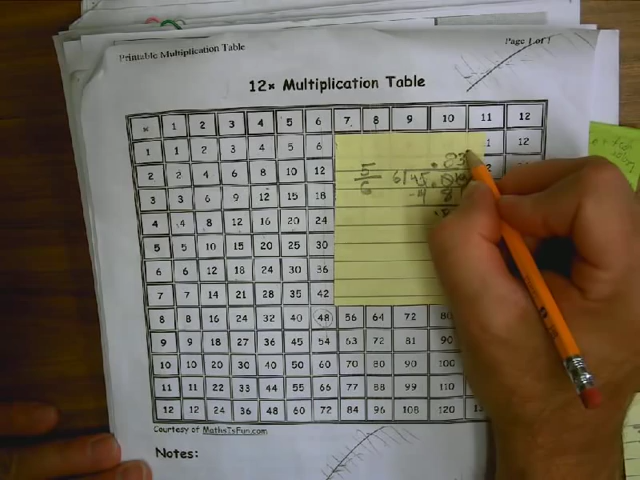 Printable Multiplication Table
Page 1 of 1
12x Multiplication Table
x 1 2 3 4 5 6 7 8 9 10 11 12
1 1 2 3 4 5 6 12
2 2 4 6 8 10 12
3 3 6 9 12 15 18
4 4 8 12 16 20 24
5 5 10 15 20 25 30
6 6 12 18 24 30 36
7 7 14 21 28 35 42
8 8 16 24 32 40 48 56 64 72 80
9 9 18 27 36 45 54 63 72 81 90
10 10 20 30 40 50 60 70 80 90 100
11 11 22 33 44 55 66 77 88 99 110
12 12 24 36 48 60 72 84 96 108 120
Courtesy of MathsIsFun.com
Notes: